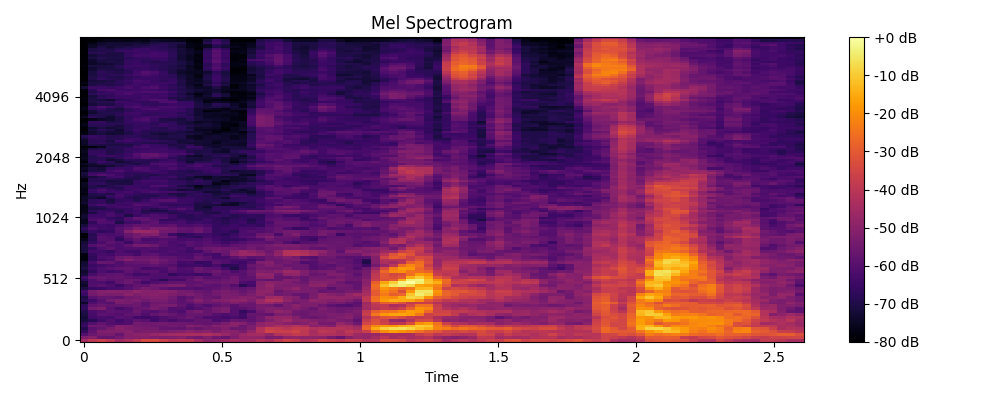 Mel Spectrogram
+0 dB
-10 dB
-20 dB
-30 dB
-40 dB
-50 dB
-60 dB
-70 dB
-80 dB
4096
2048
1024
512
0
Hz
0
0.5
1
1.5
2
2.5
Time